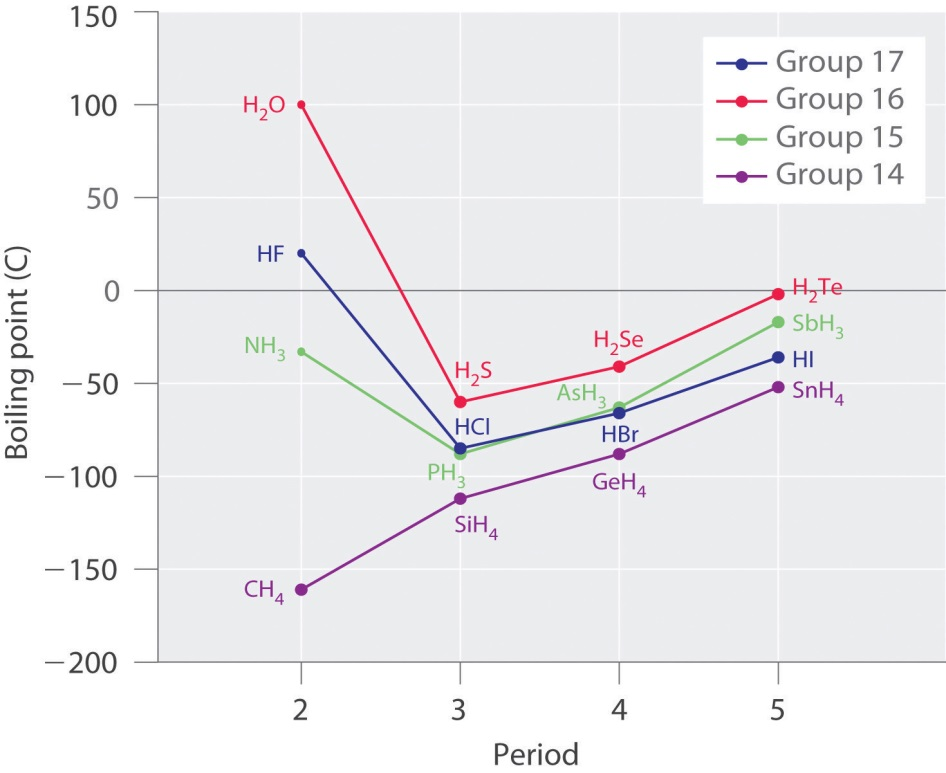 150
100
50
0
−50
−100
−150
−200
Boiling point (C)
2
3
4
5
Period
Group 17
Group 16
Group 15
Group 14
H₂O
HF
NH₃
CH₄
H₂S
HCl
PH₃
SiH₄
H₂Se
AsH₃
HBr
GeH₄
H₂Te
SbH₃
HI
SnH₄